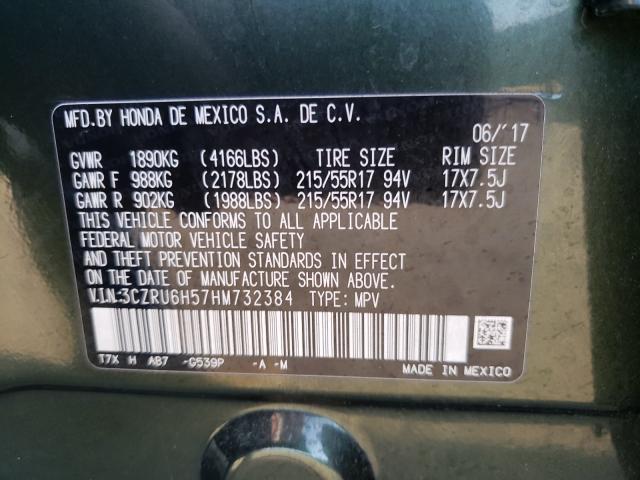 MFD.BY HONDA DE MEXICO S.A. DE C.V.
06/'17
GVWR 1890KG (4166LBS) TIRE SIZE RIM SIZE
GAWR F 988KG (2178LBS) 215/55R17 94V 17X7.5J
GAWR R 902KG (1988LBS) 215/55R17 94V 17X7.5J
THIS VEHICLE CONFORMS TO ALL APPLICABLE
FEDERAL MOTOR VEHICLE SAFETY
AND THEFT PREVENTION STANDARDS IN EFFECT
ON THE DATE OF MANUFACTURE SHOWN ABOVE.
V.I.N:3CZRU6H57HM732384 TYPE: MPV
T7X H AB7 -G539P -A -M
MADE IN MEXICO